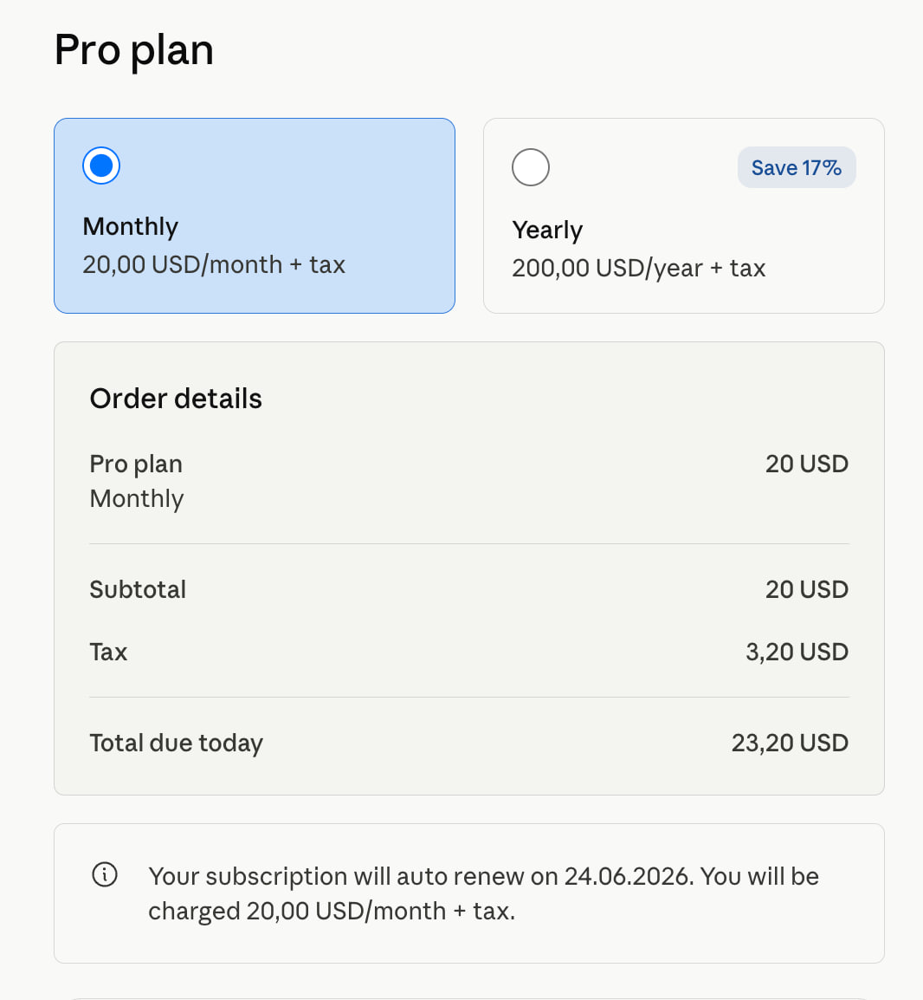 Pro plan
Save 17%
Monthly
20,00 USD/month + tax
Yearly
200,00 USD/year + tax
Order details
Pro plan 20 USD
Monthly
Subtotal 20 USD
Tax 3,20 USD
Total due today 23,20 USD
Your subscription will auto renew on 24.06.2026. You will be
charged 20,00 USD/month + tax.